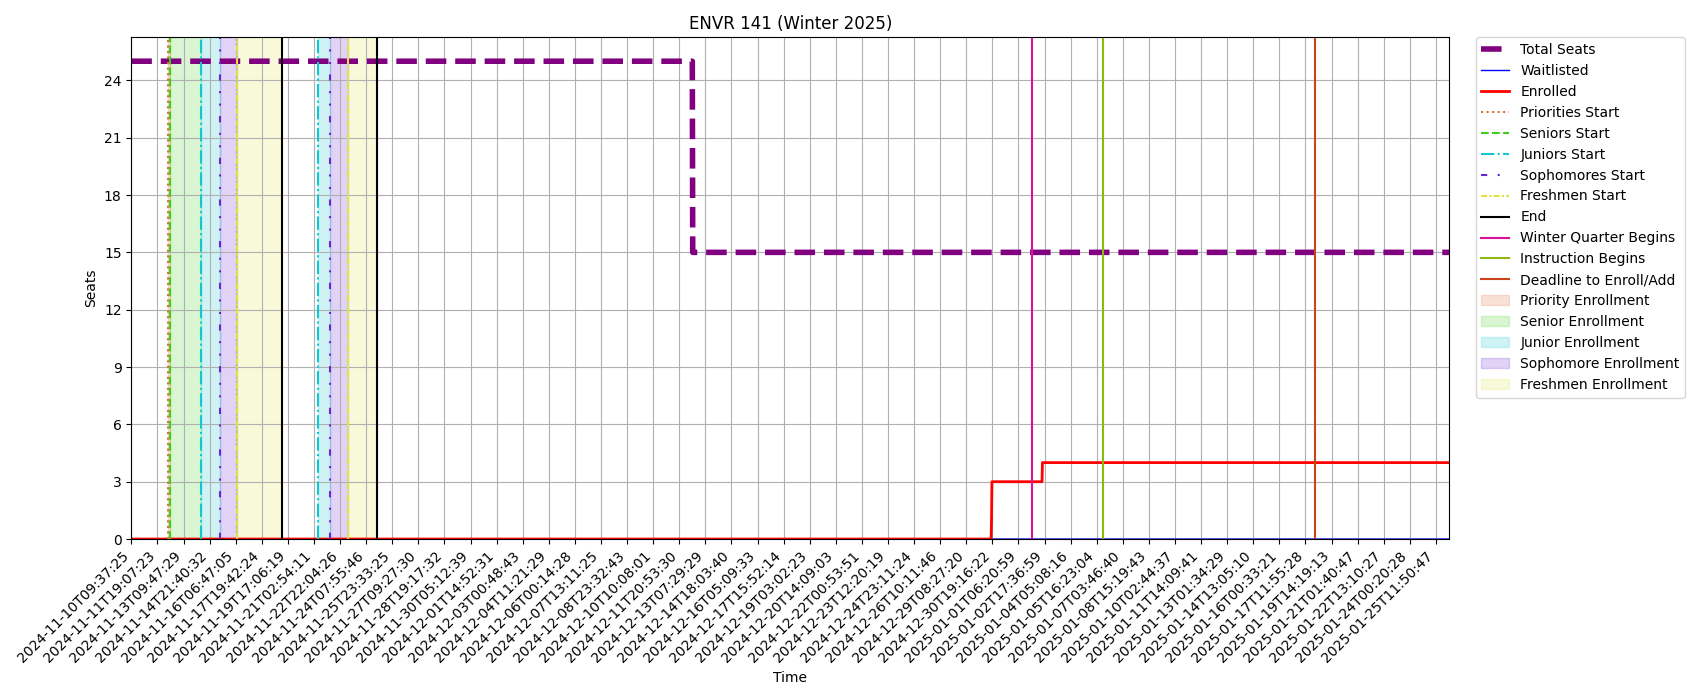 ENVR 141 (Winter 2025)
Total Seats
Waitlisted
Enrolled
Priorities Start
Seniors Start
Juniors Start
Sophomores Start
Freshmen Start
End
Winter Quarter Begins
Instruction Begins
Deadline to Enroll/Add
Priority Enrollment
Senior Enrollment
Junior Enrollment
Sophomore Enrollment
Freshmen Enrollment
Seats
24
21
18
15
12
9
6
3
0
2024-11-10T09:37:25
2024-11-11T19:07:23
2024-11-13T09:47:29
2024-11-14T21:40:32
2024-11-16T06:47:05
2024-11-17T19:42:24
2024-11-19T17:06:19
2024-11-21T02:54:11
2024-11-22T22:04:26
2024-11-24T07:55:46
2024-11-25T23:33:25
2024-11-27T09:27:30
2024-11-28T19:17:32
2024-11-30T05:12:39
2024-12-01T14:52:31
2024-12-03T00:48:43
2024-12-04T11:21:29
2024-12-06T00:14:28
2024-12-07T13:11:25
2024-12-08T23:32:43
2024-12-10T10:08:01
2024-12-11T20:53:30
2024-12-13T07:29:29
2024-12-14T18:03:40
2024-12-16T05:09:33
2024-12-17T15:52:14
2024-12-19T03:02:23
2024-12-20T14:09:03
2024-12-22T00:53:51
2024-12-23T12:20:19
2024-12-24T23:11:24
2024-12-26T10:11:46
2024-12-29T08:27:20
2024-12-30T19:16:22
2025-01-01T06:20:59
2025-01-02T17:36:59
2025-01-04T05:08:16
2025-01-05T16:23:04
2025-01-07T03:46:40
2025-01-08T15:19:43
2025-01-10T02:44:37
2025-01-11T14:09:41
2025-01-13T01:34:29
2025-01-14T13:05:10
2025-01-16T00:33:21
2025-01-17T11:55:28
2025-01-19T14:19:13
2025-01-21T01:40:47
2025-01-22T13:10:27
2025-01-24T00:20:28
2025-01-25T11:50:47
Time